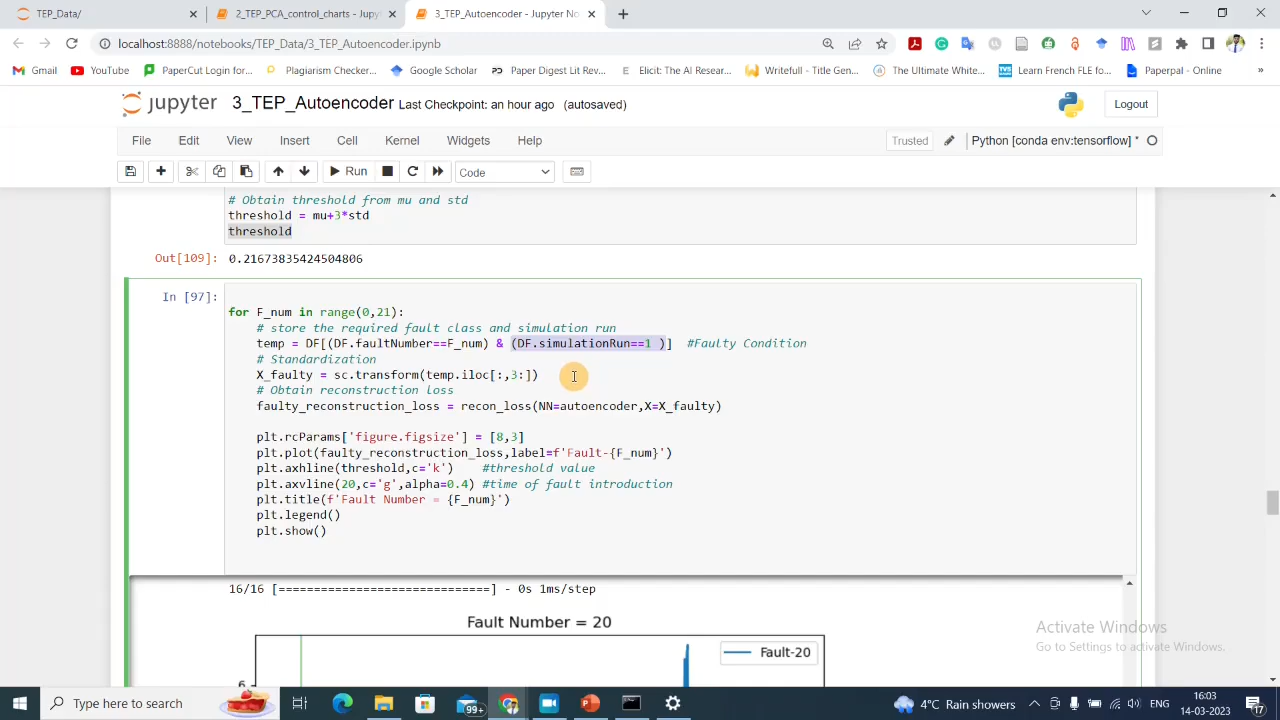 TEP_Data/
2_TEP_PCA_control_charts - Jupyt
3_TEP_Autoencoder - Jupyter No
localhost:8888/notebooks/TEP_Data/3_TEP_Autoencoder.ipynb
Gmail
YouTube
PaperCut Login for...
Plagiarism Checker...
Google Scholar
Paper Digest Lit Rev...
Elicit: The AI Resear...
Writefull - Title Gen...
The Ultimate White...
Learn French FLE fo...
Paperpal - Online
»
jupyter 3_TEP_Autoencoder Last Checkpoint: an hour ago (autosaved)
Logout
File Edit View Insert Cell Kernel Widgets Help
Trusted
Python [conda env:tensorflow] *
Run
Code
# Obtain threshold from mu and std
threshold = mu+3*std
threshold
Out[109]: 0.21673835424504806
In [97]:
for F_num in range(0,21):
# store the required fault class and simulation run
temp = DF[(DF.faultNumber==F_num) & (DF.simulationRun==1 )] #Faulty Condition
# Standardization
X_faulty = sc.transform(temp.iloc[:,3:])
# Obtain reconstruction loss
faulty_reconstruction_loss = recon_loss(NN=autoencoder,X=X_faulty)
plt.rcParams['figure.figsize'] = [8,3]
plt.plot(faulty_reconstruction_loss,label=f'Fault-{F_num}')
plt.axhline(threshold,c='k') #threshold value
plt.axvline(20,c='g',alpha=0.4) #time of fault introduction
plt.title(f'Fault Number = {F_num}')
plt.legend()
plt.show()
16/16 [==============================] - 0s 1ms/step
Fault Number = 20
Fault-20
6
Activate Windows
Go to Settings to activate Windows.
Type here to search
99+
4°C Rain showers
ENG
16:03
14-03-2023
17